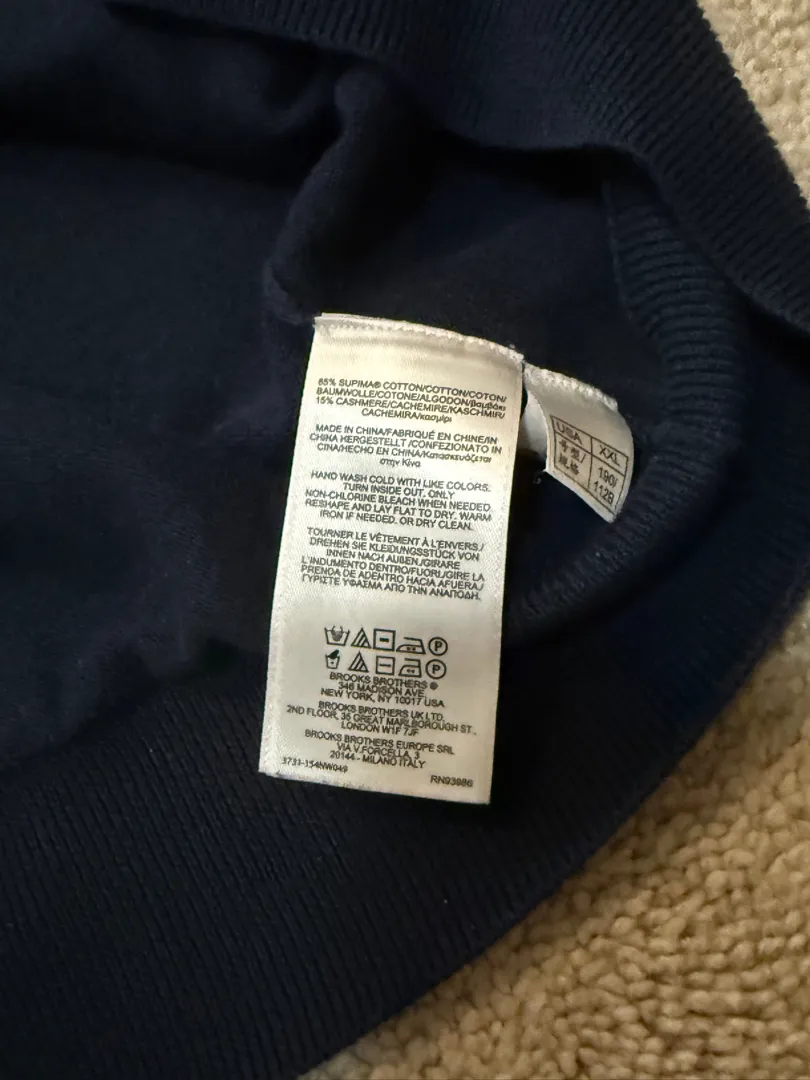 85% SUPIMA® COTTON/COTTON/COTON/
BAUMWOLLE/COTONE/ALGODON/βαμβάκι
15% CASHMERE/CACHEMIRE/KASCHMIR/
CACHEMIRA/κασμίρι
MADE IN CHINA/FABRIQUÉ EN CHINE/IN
CHINA HERGESTELLT/CONFEZIONATO IN
CINA/HECHO EN CHINA/Κατασκευάζεται
στην Κίνα
HAND WASH COLD WITH LIKE COLORS.
TURN INSIDE OUT. ONLY
NON-CHLORINE BLEACH WHEN NEEDED.
RESHAPE AND LAY FLAT TO DRY. WARM
IRON IF NEEDED. OR DRY CLEAN.
TOURNER LE VÊTEMENT À L'ENVERS/
DREHEN SIE KLEIDUNGSSTÜCK VON
INNEN NACH AUßEN/GIRARE
L'INDUMENTO DENTRO/FUORI/GIRE LA
PRENDA DE ADENTRO HACIA AFUERA/
ΓΥΡΙΣΤΕ ΥΦΑΣΜΑ ΑΠΟ ΤΗΝ ΑΝΑΠΟΔΗ.
P
P
BROOKS BROTHERS®
346 MADISON AVE.
NEW YORK, NY 10017 USA
BROOKS BROTHERS UK LTD.
2ND FLOOR, 35 GREAT MARLBOROUGH ST.
LONDON W1F 7JF
BROOKS BROTHERS EUROPE SRL
VIA V.FORCELLA, 3
20144 - MILANO ITALY
3733-154NW049
RN93986
USA XXL
号型/ 190/
规格 112B